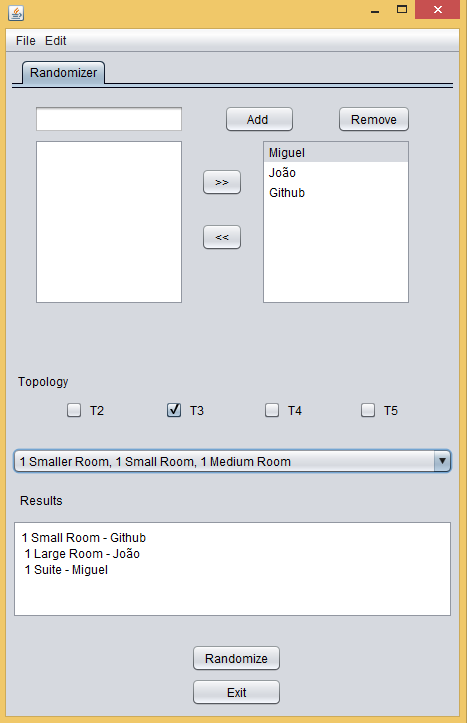 File Edit
Randomizer
Add Remove
Miguel
>>
João
Github
<<
Topology
T2 T3 T4 T5
1 Smaller Room, 1 Small Room, 1 Medium Room
Results
1 Small Room - Github
1 Large Room - João
1 Suite - Miguel
Randomize
Exit